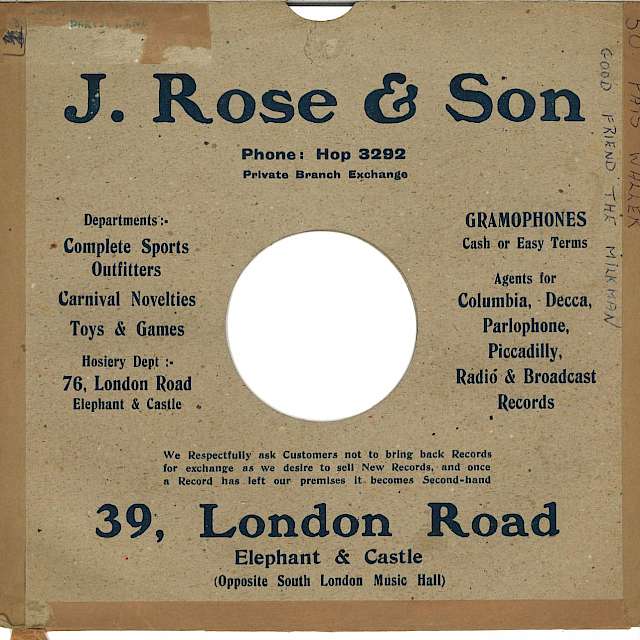 J. Rose & Son
Phone: Hop 3292
Private Branch Exchange
Departments:-
Complete Sports
Outfitters
Carnival Novelties
Toys & Games
Hosiery Dept :-
76, London Road
Elephant & Castle
GRAMOPHONES
Cash or Easy Terms
Agents for
Columbia, Decca,
Parlophone,
Piccadilly,
Radio & Broadcast
Records
We Respectfully ask Customers not to bring back Records
for exchange as we desire to sell New Records, and once
a Record has left our premises it becomes Second-hand
39, London Road
Elephant & Castle
(Opposite South London Music Hall)
GOOD FRIEND THE MILKMAN
WALKER